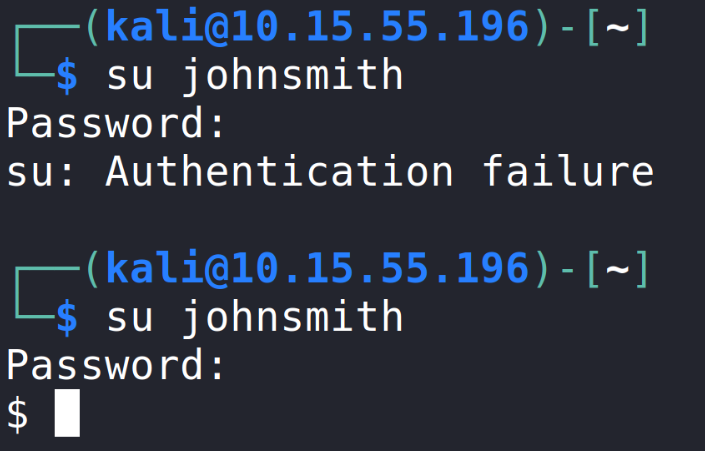 ┌──(kali@10.15.55.196)-[~]
└─$ su johnsmith
Password:
su: Authentication failure
┌──(kali@10.15.55.196)-[~]
└─$ su johnsmith
Password:
$